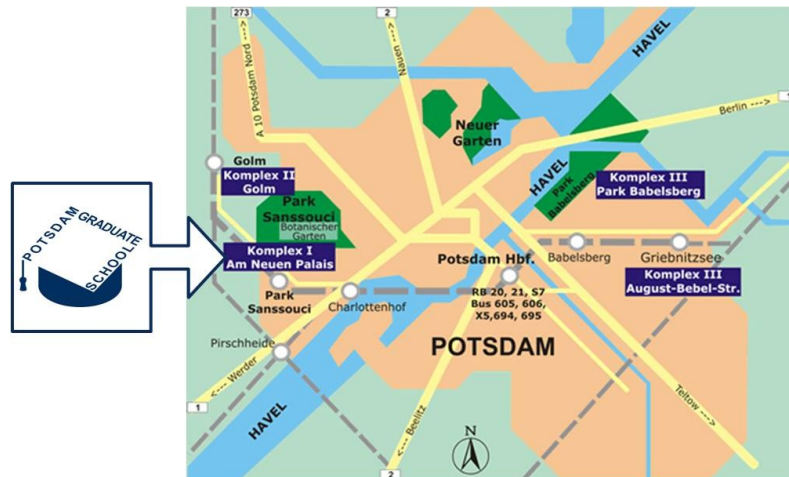 273
2
HAVEL
A 10 Potsdam Nord --->
<--- Nauen
1
Berlin --->
Neuer
Garten
HAVEL
Park
Babelsberg
Golm
Komplex II
Golm
Komplex III
Park Babelsberg
POTSDAM
GRADUATE
SCHOOL
Park
Sanssouci
Botanischer
Garten
Komplex I
Am Neuen Palais
Potsdam Hbf.
Babelsberg
Griebnitzsee
Komplex III
August-Bebel-Str.
Park
Sanssouci
Charlottenhof
RB 20, 21, S7
Bus 605, 606,
X5,694, 695
Pirschheide
POTSDAM
<--- Werder
1
HAVEL
<--- Beelitz
2
N
Teltow --->